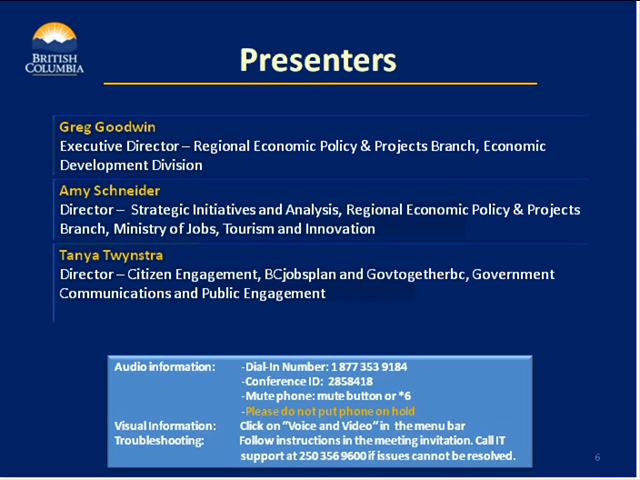 BRITISH
COLUMBIA
Presenters
Greg Goodwin
Executive Director – Regional Economic Policy & Projects Branch, Economic
Development Division
Amy Schneider
Director – Strategic Initiatives and Analysis, Regional Economic Policy & Projects
Branch, Ministry of Jobs, Tourism and Innovation
Tanya Twynstra
Director – Citizen Engagement, BCjobsplan and Govtogetherbc, Government
Communications and Public Engagement
Audio information: -Dial-In Number: 1 877 353 9184
-Conference ID: 2858418
-Mute phone: mute button or *6
-Please do not put phone on hold
Visual Information: Click on "Voice and Video" in the menu bar
Troubleshooting: Follow instructions in the meeting invitation. Call IT
support at 250 356 9600 if issues cannot be resolved.
6